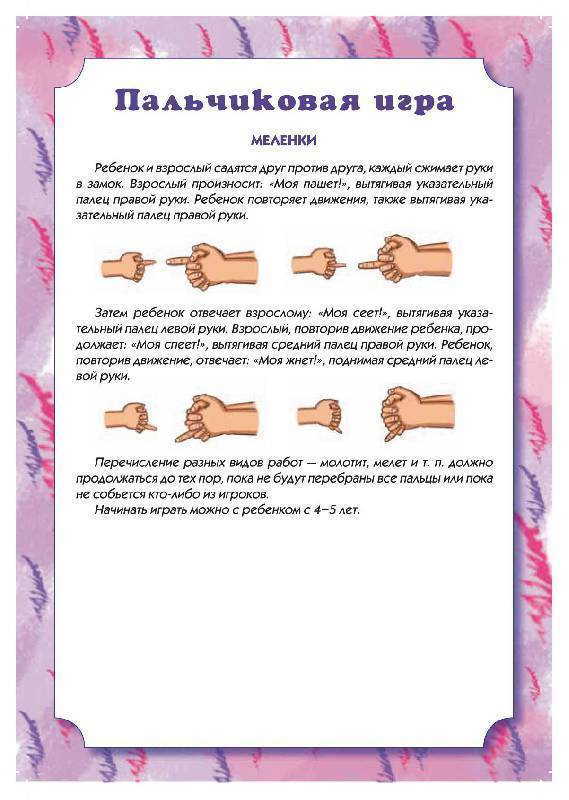 Пальчиковая игра
МЕЛЕНКИ
Ребенок и взрослый садятся друг против друга, каждый сжимает руки
в замок. Взрослый произносит: «Моя пашет!», вытягивая указательный
палец правой руки. Ребенок повторяет движения, также вытягивая ука-
зательный палец правой руки.
Затем ребенок отвечает взрослому: «Моя сеет!», вытягивая указа-
тельный палец левой руки. Взрослый, повторив движение ребенка, про-
должает: «Моя спеет!», вытягивая средний палец правой руки. Ребенок,
повторив движение, отвечает: «Моя жнет!», поднимая средний палец ле-
вой руки.
Перечисление разных видов работ — молотит, мелет и т. п. должно
продолжаться до тех пор, пока не будут перебраны все пальцы или пока
не собьется кто-либо из игроков.
Начинать играть можно с ребенком с 4–5 лет.